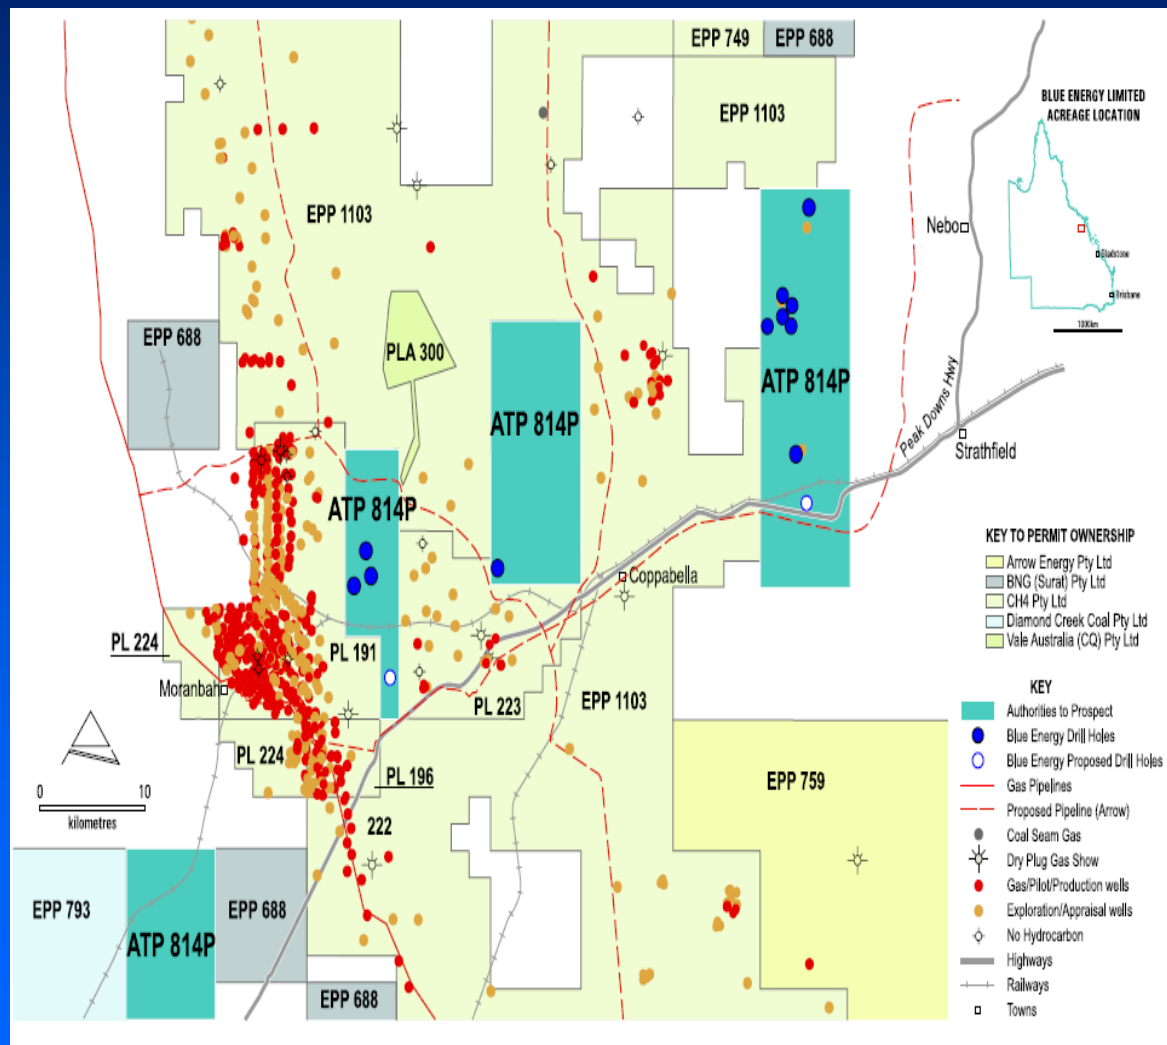 EPP 749
EPP 688
EPP 1103
BLUE ENERGY LIMITED
ACREAGE LOCATION
EPP 1103
Nebo
Gladstone
Brisbane
1000km
EPP 688
PLA 300
ATP 814P
ATP 814P
Peak Downs Hwy
Strathfield
ATP 814P
Coppabella
KEY TO PERMIT OWNERSHIP
Arrow Energy Pty Ltd
BNG (Surat) Pty Ltd
CH4 Pty Ltd
Diamond Creek Coal Pty Ltd
Vale Australia (CQ) Pty Ltd
PL 224
PL 191
Moranbah
PL 223
EPP 1103
PL 224
PL 196
EPP 759
0 10
kilometres
222
EPP 793
ATP 814P
EPP 688
EPP 688
KEY
Authorities to Prospect
Blue Energy Drill Holes
Blue Energy Proposed Drill Holes
Gas Pipelines
Proposed Pipeline (Arrow)
Coal Seam Gas
Dry Plug Gas Show
Gas/Pilot/Production wells
Exploration/Appraisal wells
No Hydrocarbon
Highways
Railways
Towns